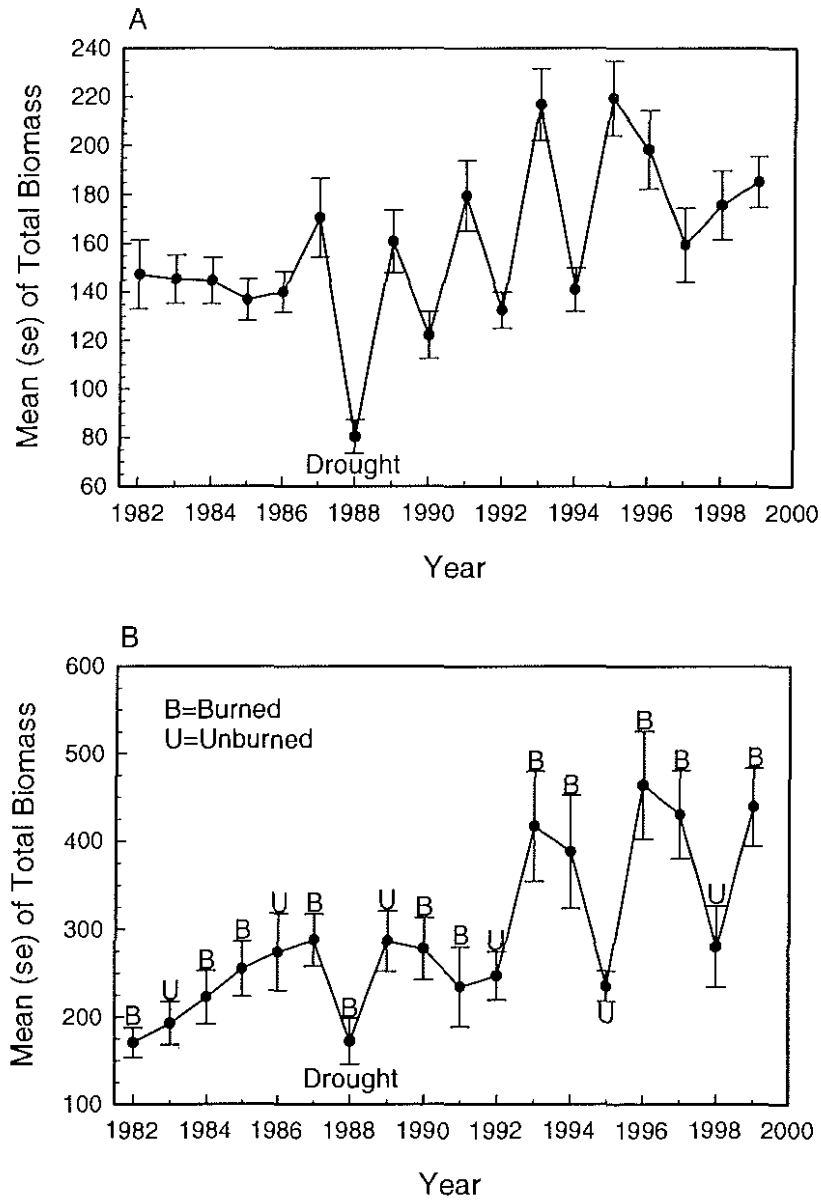 A
Mean (se) of Total Biomass
240
220
200
180
160
140
120
100
80
60
Drought
1982 1984 1986 1988 1990 1992 1994 1996 1998 2000
Year
B
Mean (se) of Total Biomass
600
500
400
300
200
100
B=Burned
U=Unburned
B U B B U B B U B B U B B U B B U B
Drought
1982 1984 1986 1988 1990 1992 1994 1996 1998 2000
Year